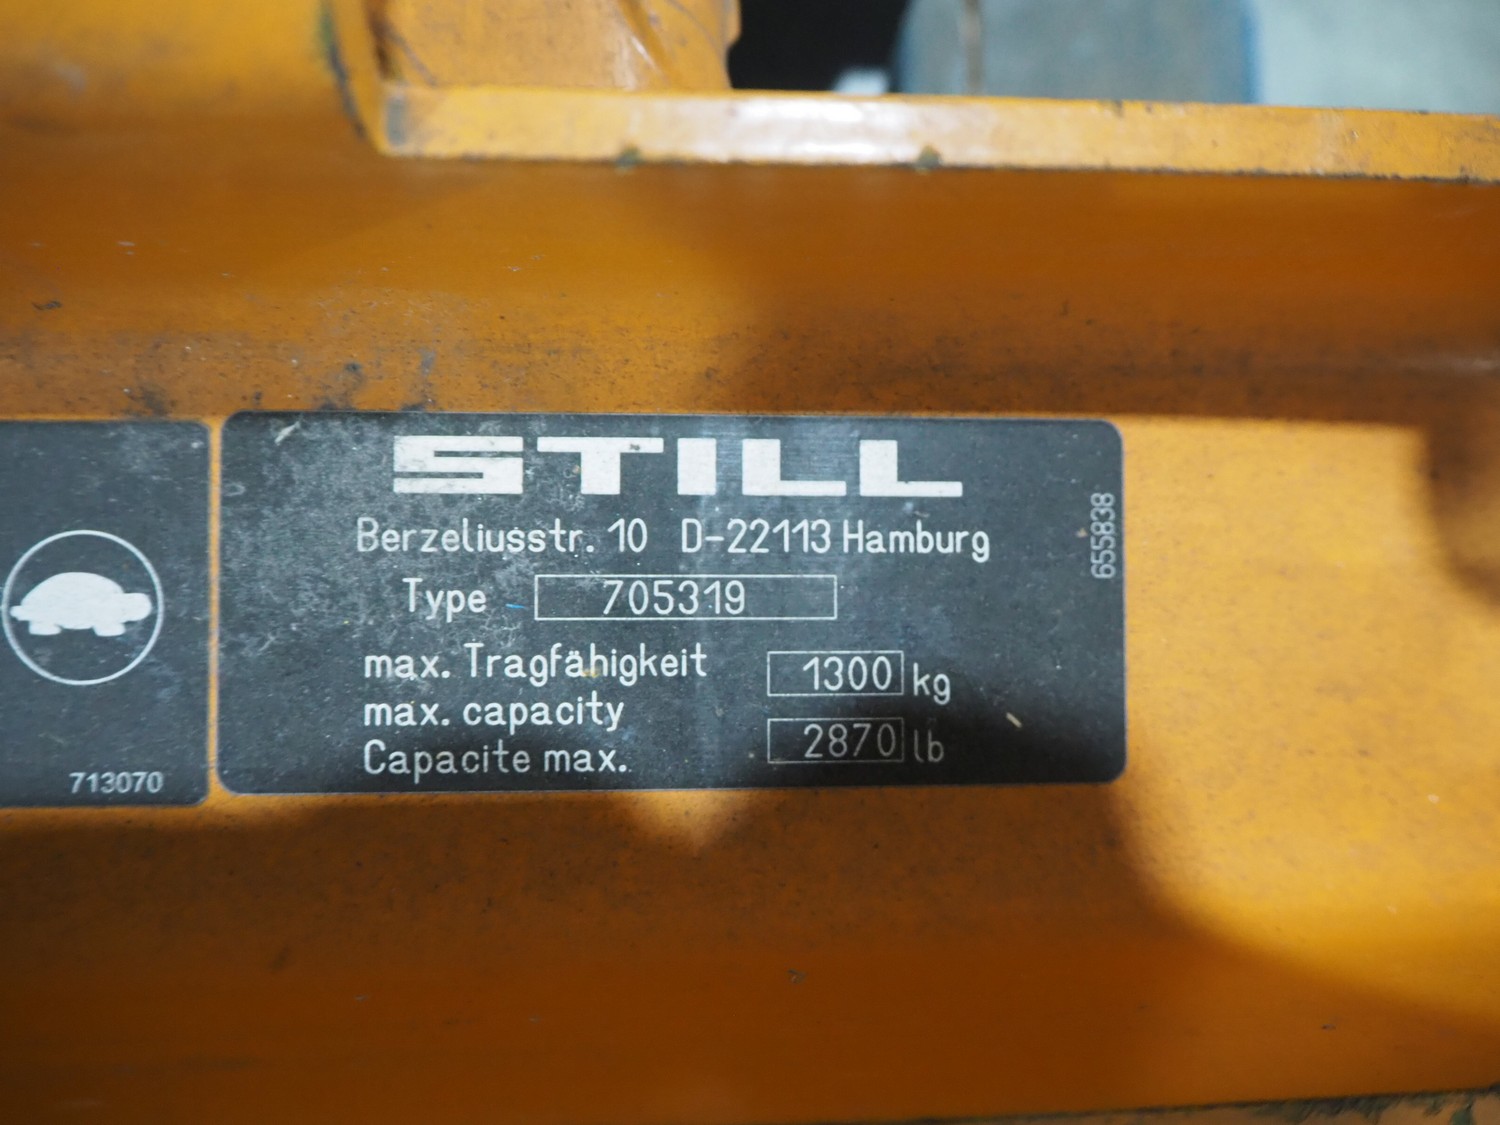 STILL
Berzeliusstr. 10 D-22113 Hamburg
Type 705319
max. Tragfähigkeit
max. capacity
Capacite max.
1300 kg
2870 lb
655838
713070